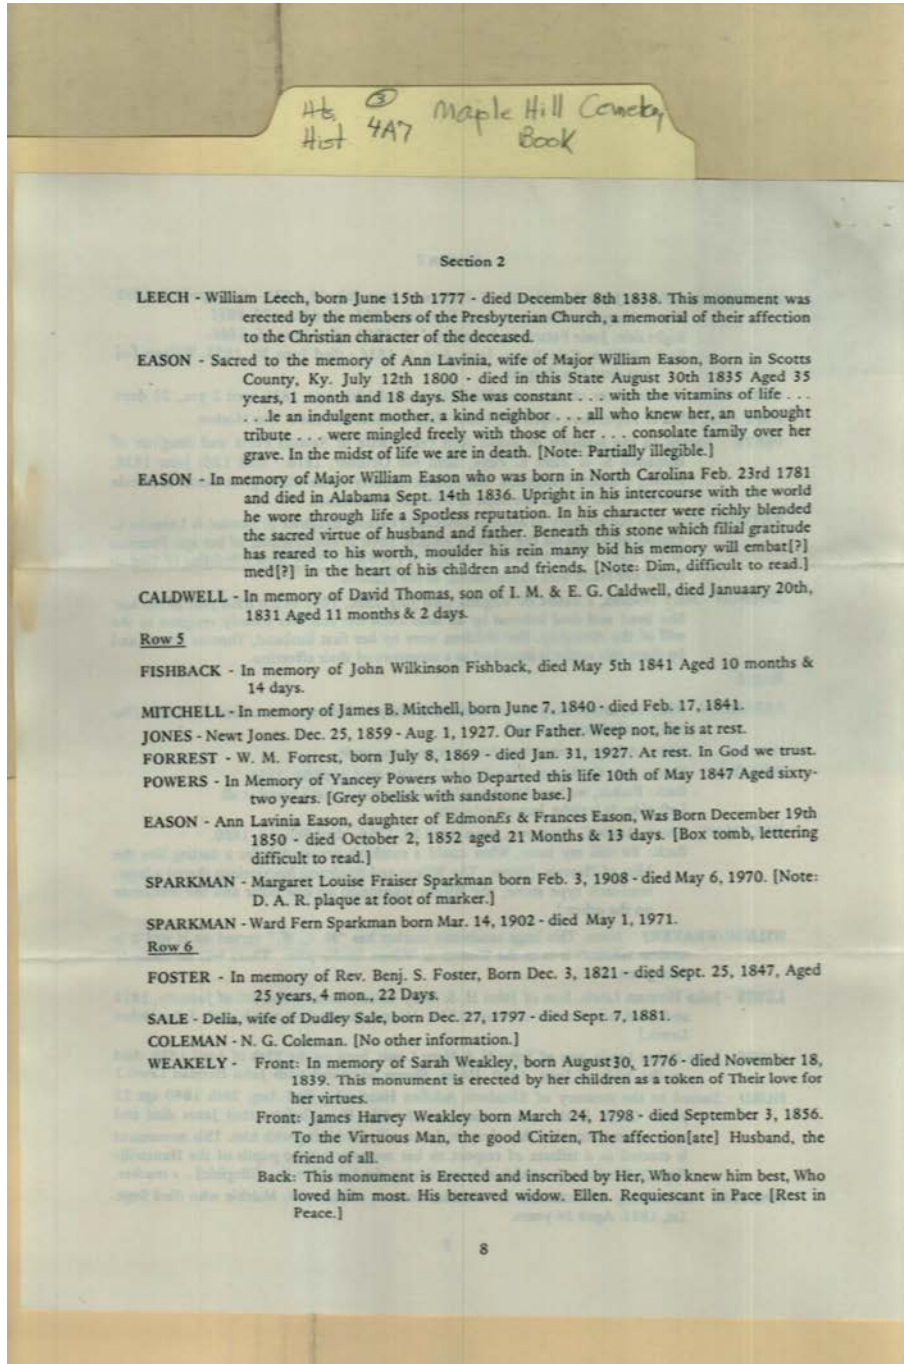 Hts. ③ Maple Hill Cemetery
Hist 4A7 Book
Section 2
LEECH - William Leech, born June 15th 1777 - died December 8th 1838. This monument was
erected by the members of the Presbyterian Church, a memorial of their affection
to the Christian character of the deceased.
EASON - Sacred to the memory of Ann Lavinia, wife of Major William Eason, Born in Scotts
County, Ky. July 12th 1800 - died in this State August 30th 1835 Aged 35
years, 1 month and 18 days. She was constant . . . with the vitamins of life . . .
. . .le an indulgent mother, a kind neighbor . . . all who knew her, an unbought
tribute . . . were mingled freely with those of her . . . consolate family over her
grave. In the midst of life we are in death. [Note: Partially illegible.]
EASON - In memory of Major William Eason who was born in North Carolina Feb. 23rd 1781
and died in Alabama Sept. 14th 1836. Upright in his intercourse with the world
he wore through life a Spotless reputation. In his character were richly blended
the sacred virtue of husband and father. Beneath this stone which filial gratitude
has reared to his worth, moulder his rein many bid his memory will embat[?]
med[?] in the heart of his children and friends. [Note: Dim, difficult to read.]
CALDWELL - In memory of David Thomas, son of I. M. & E. G. Caldwell, died Januaary 20th,
1831 Aged 11 months & 2 days.
Row 5
FISHBACK - In memory of John Wilkinson Fishback, died May 5th 1841 Aged 10 months &
14 days.
MITCHELL - In memory of James B. Mitchell, born June 7, 1840 - died Feb. 17, 1841.
JONES - Newt Jones. Dec. 25, 1859 - Aug. 1, 1927. Our Father. Weep not, he is at rest.
FORREST - W. M. Forrest, born July 8, 1869 - died Jan. 31, 1927. At rest. In God we trust.
POWERS - In Memory of Yancey Powers who Departed this life 10th of May 1847 Aged sixty-
two years. [Grey obelisk with sandstone base.]
EASON - Ann Lavinia Eason, daughter of EdmonEs & Frances Eason, Was Born December 19th
1850 - died October 2, 1852 aged 21 Months & 13 days. [Box tomb, lettering
difficult to read.]
SPARKMAN - Margaret Louise Fraiser Sparkman born Feb. 3, 1908 - died May 6, 1970. [Note:
D. A. R. plaque at foot of marker.]
SPARKMAN - Ward Fern Sparkman born Mar. 14, 1902 - died May 1, 1971.
Row 6
FOSTER - In memory of Rev. Benj. S. Foster, Born Dec. 3, 1821 - died Sept. 25, 1847, Aged
25 years, 4 mon., 22 Days.
SALE - Delia, wife of Dudley Sale, born Dec. 27, 1797 - died Sept. 7, 1881.
COLEMAN - N. G. Coleman. [No other information.]
WEAKELY - Front: In memory of Sarah Weakley, born August 30, 1776 - died November 18,
1839. This monument is erected by her children as a token of Their love for
her virtues.
Front: James Harvey Weakley born March 24, 1798 - died September 3, 1856.
To the Virtuous Man, the good Citizen, The affection[ate] Husband, the
friend of all.
Back: This monument is Erected and inscribed by Her, Who knew him best, Who
loved him most. His bereaved widow. Ellen. Requiescant in Pace [Rest in
Peace.]
8